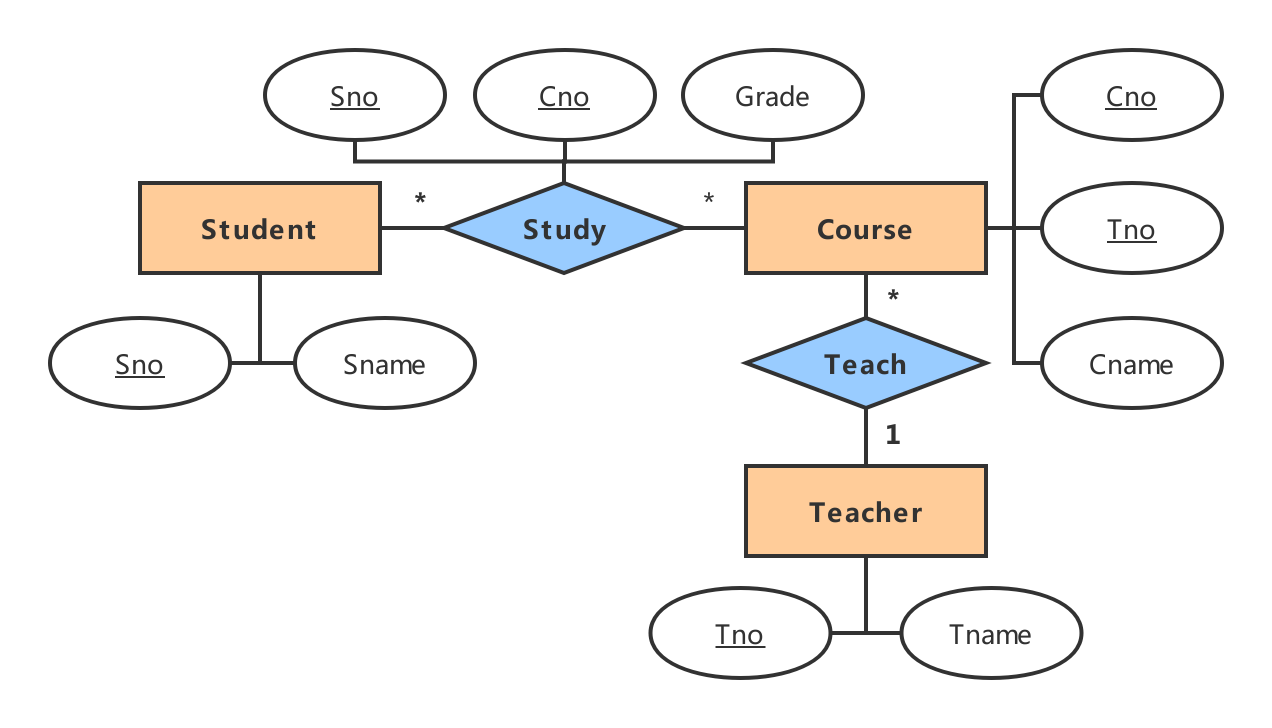 Sno
Cno
Grade
Cno
*
*
Student
Study
Course
Tno
*
Sno
Sname
Teach
Cname
1
Teacher
Tno
Tname